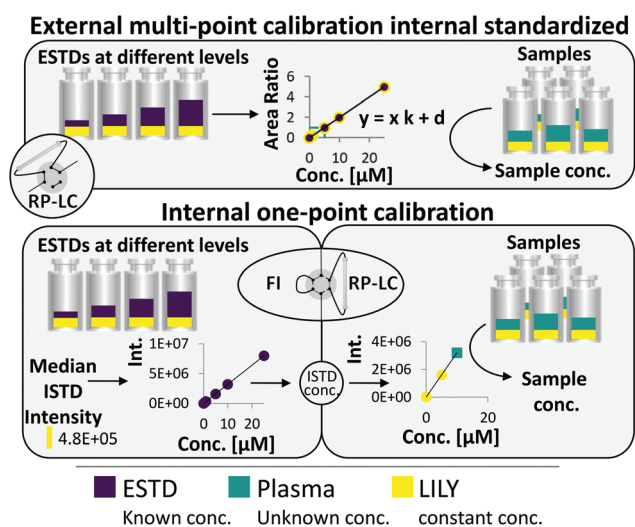 External multi-point calibration internal standardized
ESTDs at different levels
Area Ratio
6
4
2
0
0
20
Conc. [µM]
y = x k + d
Samples
Sample conc.
RP-LC
Internal one-point calibration
ESTDs at different levels
FI
RP-LC
Samples
Median
ISTD
Intensity
4.8E+05
Int.
1E+07
5E+06
0E+00
0
10
20
Conc. [µM]
ISTD
conc.
Int.
4E+06
2E+06
0E+00
0
20
Conc. [µM]
Sample
conc.
ESTD
Plasma
LILY
Known conc.
Unknown conc.
constant conc.